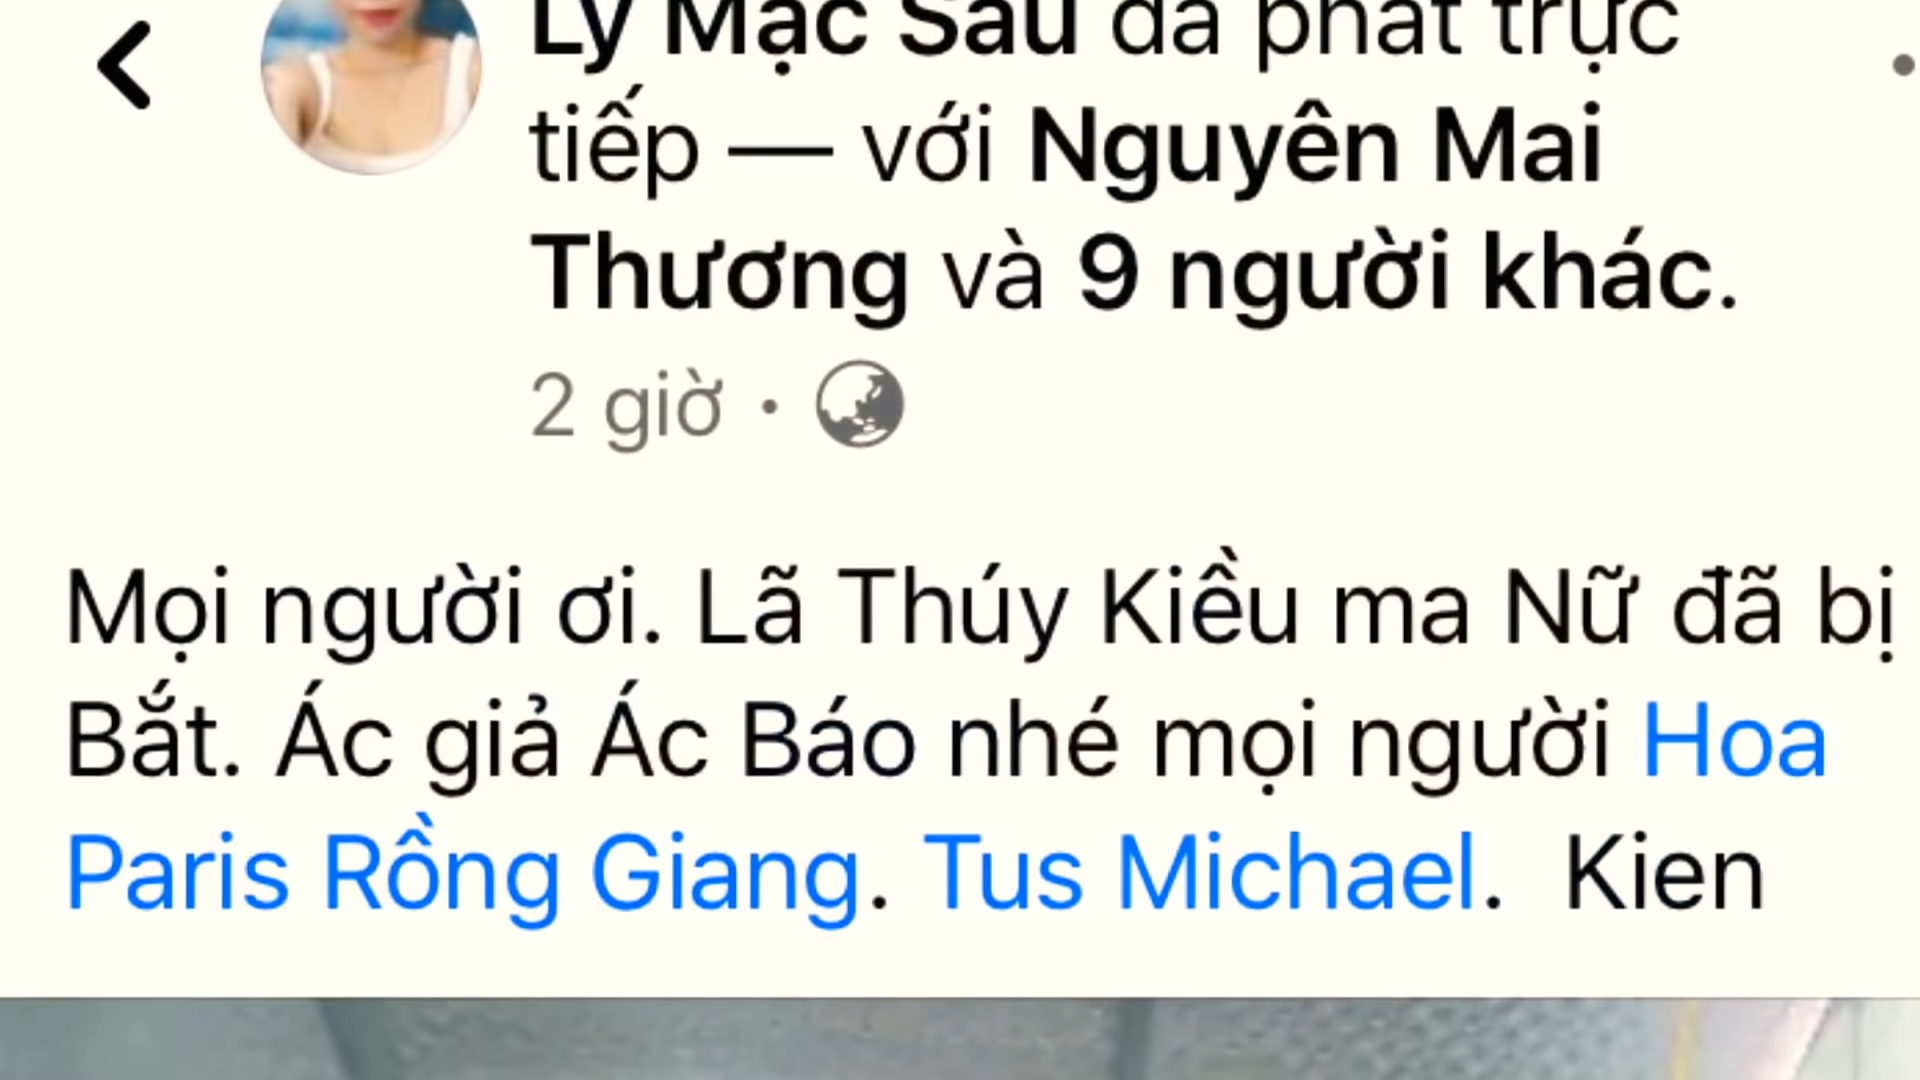 Lý Mạc Sầu đã phát trực
tiếp — với Nguyên Mai
Thương và 9 người khác.
2 giờ ·
Mọi người ơi. Lã Thúy Kiều ma Nữ đã bị
Bắt. Ác giả Ác Báo nhé mọi người Hoa
Paris Rồng Giang. Tus Michael. Kien